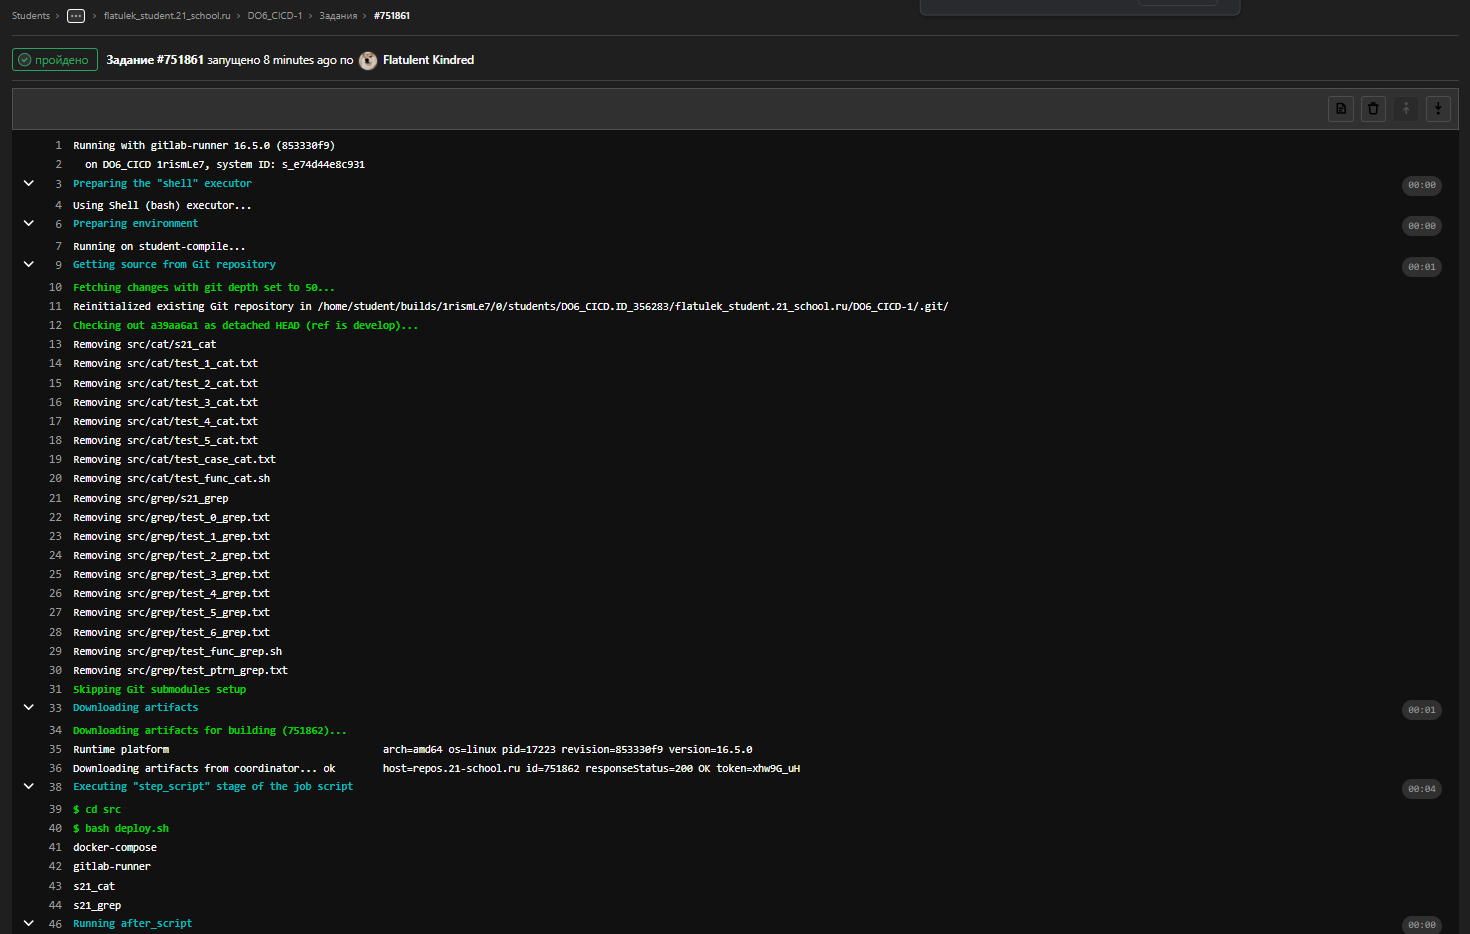 Students > ··· > flatulek_student.21_school.ru > DO6_CICD-1 > Задания > #751861
пройдено Задание #751861 запущено 8 minutes ago по Flatulent Kindred
1 Running with gitlab-runner 16.5.0 (853330f9)
2 on DO6_CICD 1rismLe7, system ID: s_e74d44e8c931
3 Preparing the "shell" executor 00:00
4 Using Shell (bash) executor...
6 Preparing environment 00:00
7 Running on student-compile...
9 Getting source from Git repository 00:01
10 Fetching changes with git depth set to 50...
11 Reinitialized existing Git repository in /home/student/builds/1rismLe7/0/students/DO6_CICD.ID_356283/flatulek_student.21_school.ru/DO6_CICD-1/.git/
12 Checking out a39aa6a1 as detached HEAD (ref is develop)...
13 Removing src/cat/s21_cat
14 Removing src/cat/test_1_cat.txt
15 Removing src/cat/test_2_cat.txt
16 Removing src/cat/test_3_cat.txt
17 Removing src/cat/test_4_cat.txt
18 Removing src/cat/test_5_cat.txt
19 Removing src/cat/test_case_cat.txt
20 Removing src/cat/test_func_cat.sh
21 Removing src/grep/s21_grep
22 Removing src/grep/test_0_grep.txt
23 Removing src/grep/test_1_grep.txt
24 Removing src/grep/test_2_grep.txt
25 Removing src/grep/test_3_grep.txt
26 Removing src/grep/test_4_grep.txt
27 Removing src/grep/test_5_grep.txt
28 Removing src/grep/test_6_grep.txt
29 Removing src/grep/test_func_grep.sh
30 Removing src/grep/test_ptrn_grep.txt
31 Skipping Git submodules setup
33 Downloading artifacts 00:01
34 Downloading artifacts for building (751862)...
35 Runtime platform arch=amd64 os=linux pid=17223 revision=853330f9 version=16.5.0
36 Downloading artifacts from coordinator... ok host=repos.21-school.ru id=751862 responseStatus=200 OK token=xhw9G_uH
38 Executing "step_script" stage of the job script 00:04
39 $ cd src
40 $ bash deploy.sh
41 docker-compose
42 gitlab-runner
43 s21_cat
44 s21_grep
46 Running after_script 00:00